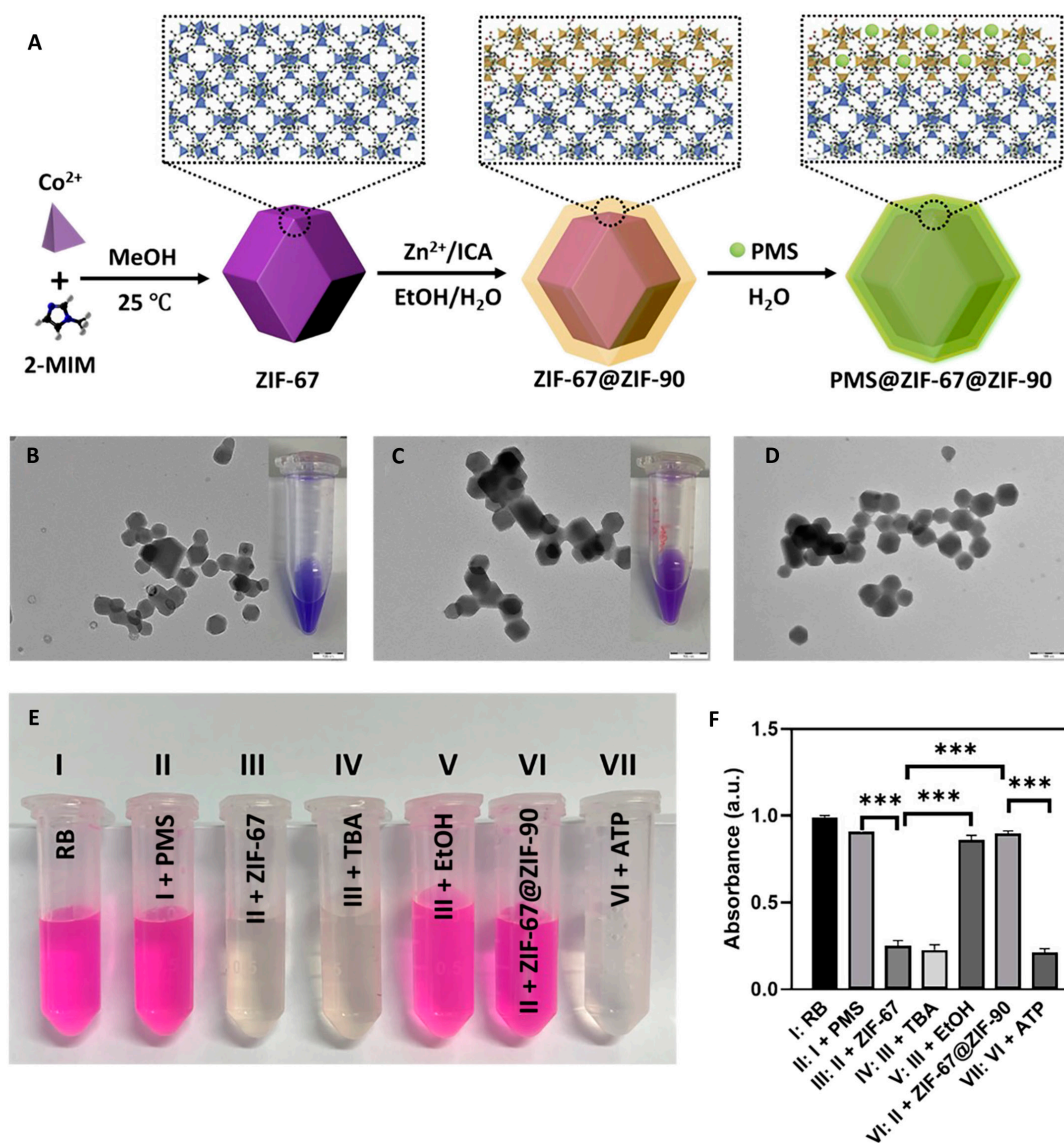 A
Co2+
+
2-MIM
MeOH
25 °C
ZIF-67
Zn2+/ICA
EtOH/H2O
ZIF-67@ZIF-90
PMS
H2O
PMS@ZIF-67@ZIF-90
B
C
D
E
I
II
III
IV
V
VI
VII
RB
I + PMS
II + ZIF-67
III + TBA
III + EtOH
II + ZIF-67@ZIF-90
VI + ATP
F
Absorbance (a.u.)
1.5
1.0
0.5
0.0
***
***
***
***
I: RB
II: I + PMS
III: II + ZIF-67
IV: III + TBA
V: III + EtOH
VI: II + ZIF-67@ZIF-90
VII: VI + ATP